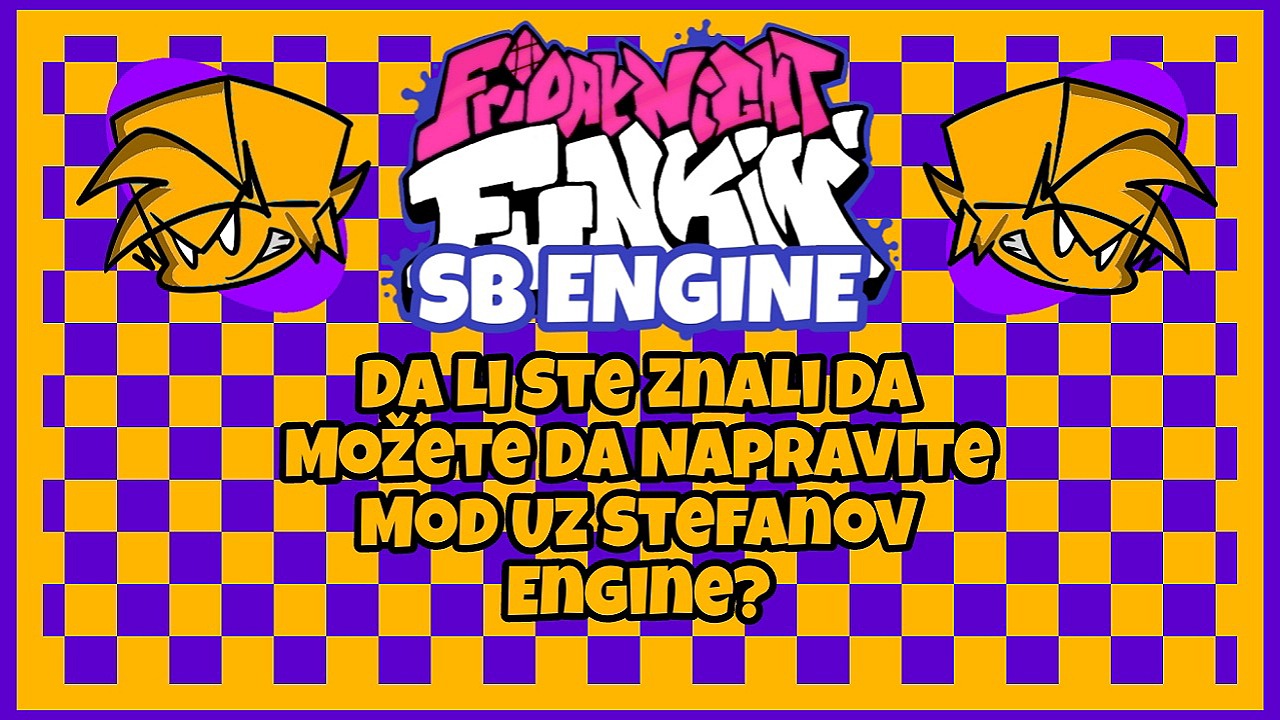 FRIDAY NIGHT
FUNKIN'
SB ENGINE
DA LI STE ZNALI DA
MOŽETE DA NAPRAVITE
MOD UZ STEFANOV
ENGINE?